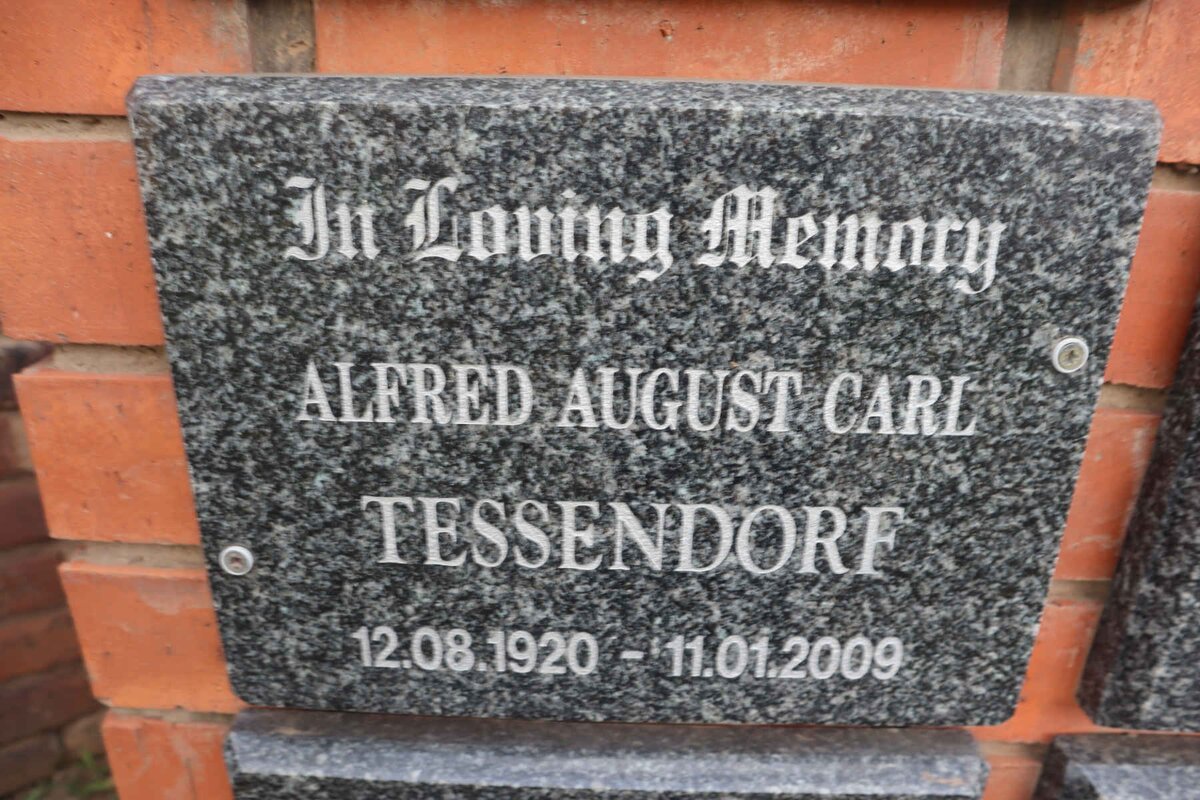 In Loving Memory
ALFRED AUGUST CARL
TESSENDORF
12.08.1920 - 11.01.2009